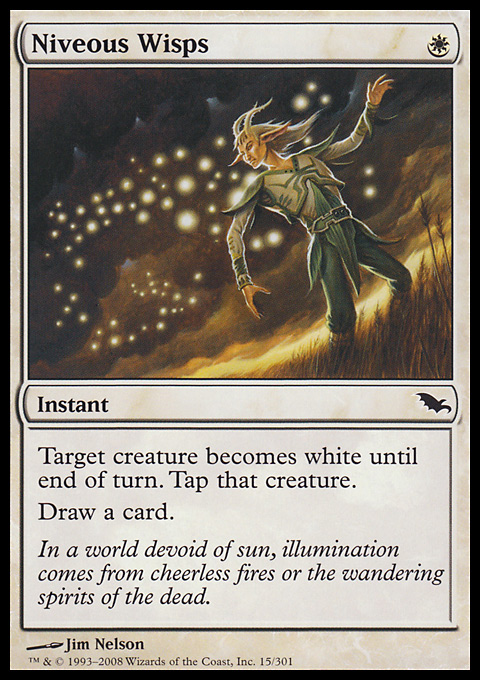 Niveous Wisps
Instant
Target creature becomes white until
end of turn. Tap that creature.
Draw a card.
In a world devoid of sun, illumination
comes from cheerless fires or the wandering
spirits of the dead.
Jim Nelson
™ & © 1993–2008 Wizards of the Coast, Inc. 15/301